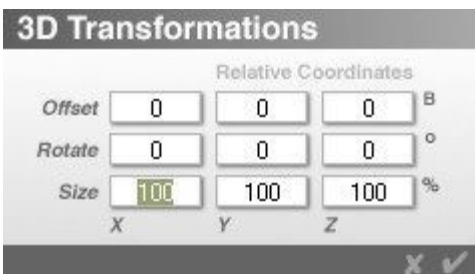 3D Transformations
Relative Coordinates
Offset 0 0 0 B
Rotate 0 0 0 °
Size 100 100 100 %
X Y Z